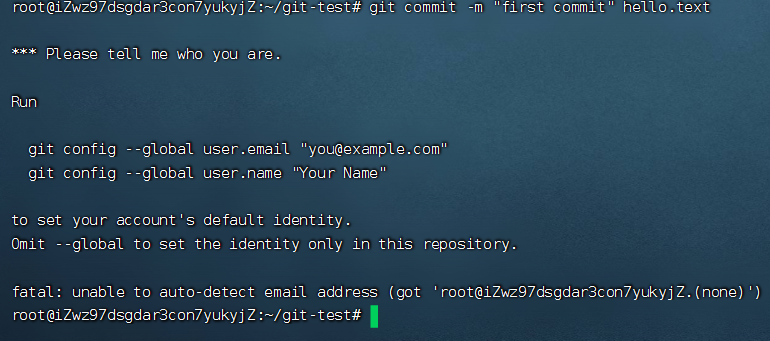 root@iZwz97dsgdar3con7yukyjZ:~/git-test# git commit -m "first commit" hello.text
*** Please tell me who you are.
Run
git config --global user.email "you@example.com"
git config --global user.name "Your Name"
to set your account's default identity.
Omit --global to set the identity only in this repository.
fatal: unable to auto-detect email address (got 'root@iZwz97dsgdar3con7yukyjZ.(none)')
root@iZwz97dsgdar3con7yukyjZ:~/git-test#